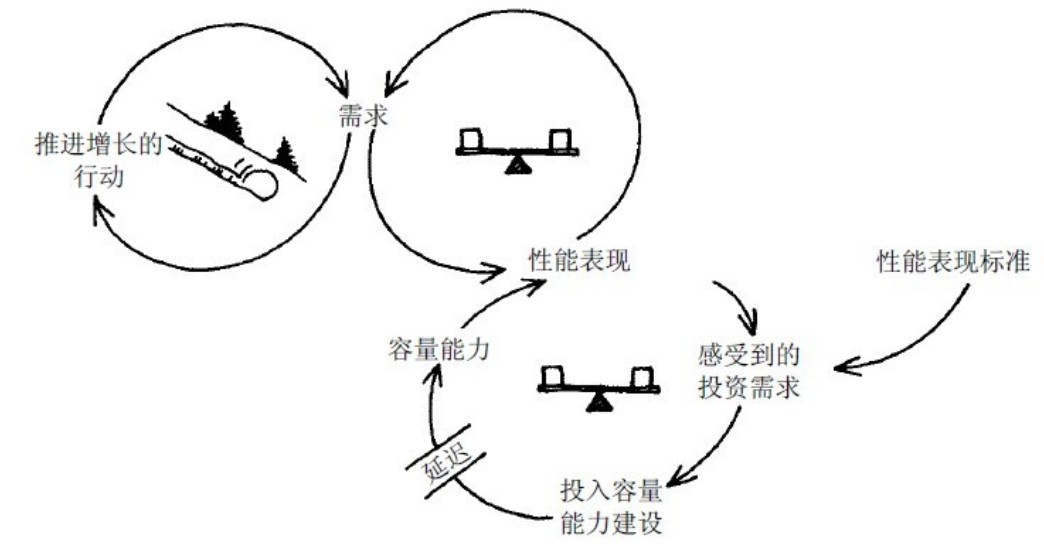 需求
推进增长的
行动
性能表现
性能表现标准
容量能力
感受到的
投资需求
延迟
投入容量
能力建设